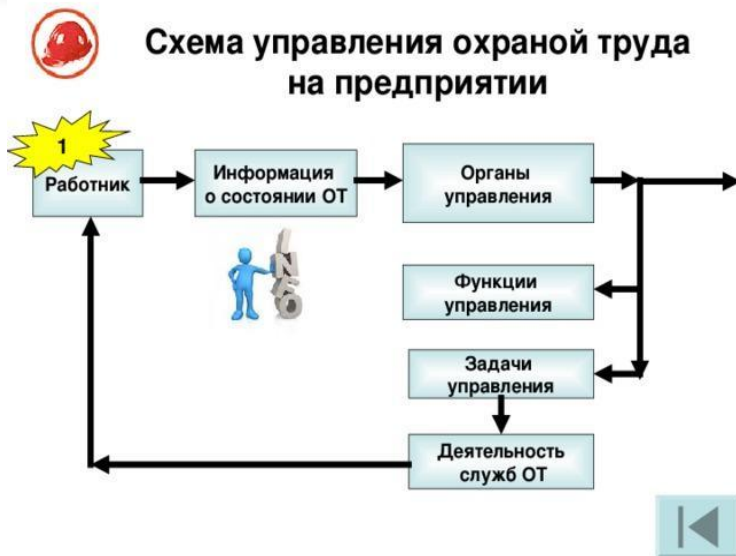 Схема управления охраной труда
на предприятии
1
Работник
Информация
о состоянии ОТ
Органы
управления
INFO
Функции
управления
Задачи
управления
Деятельность
служб ОТ